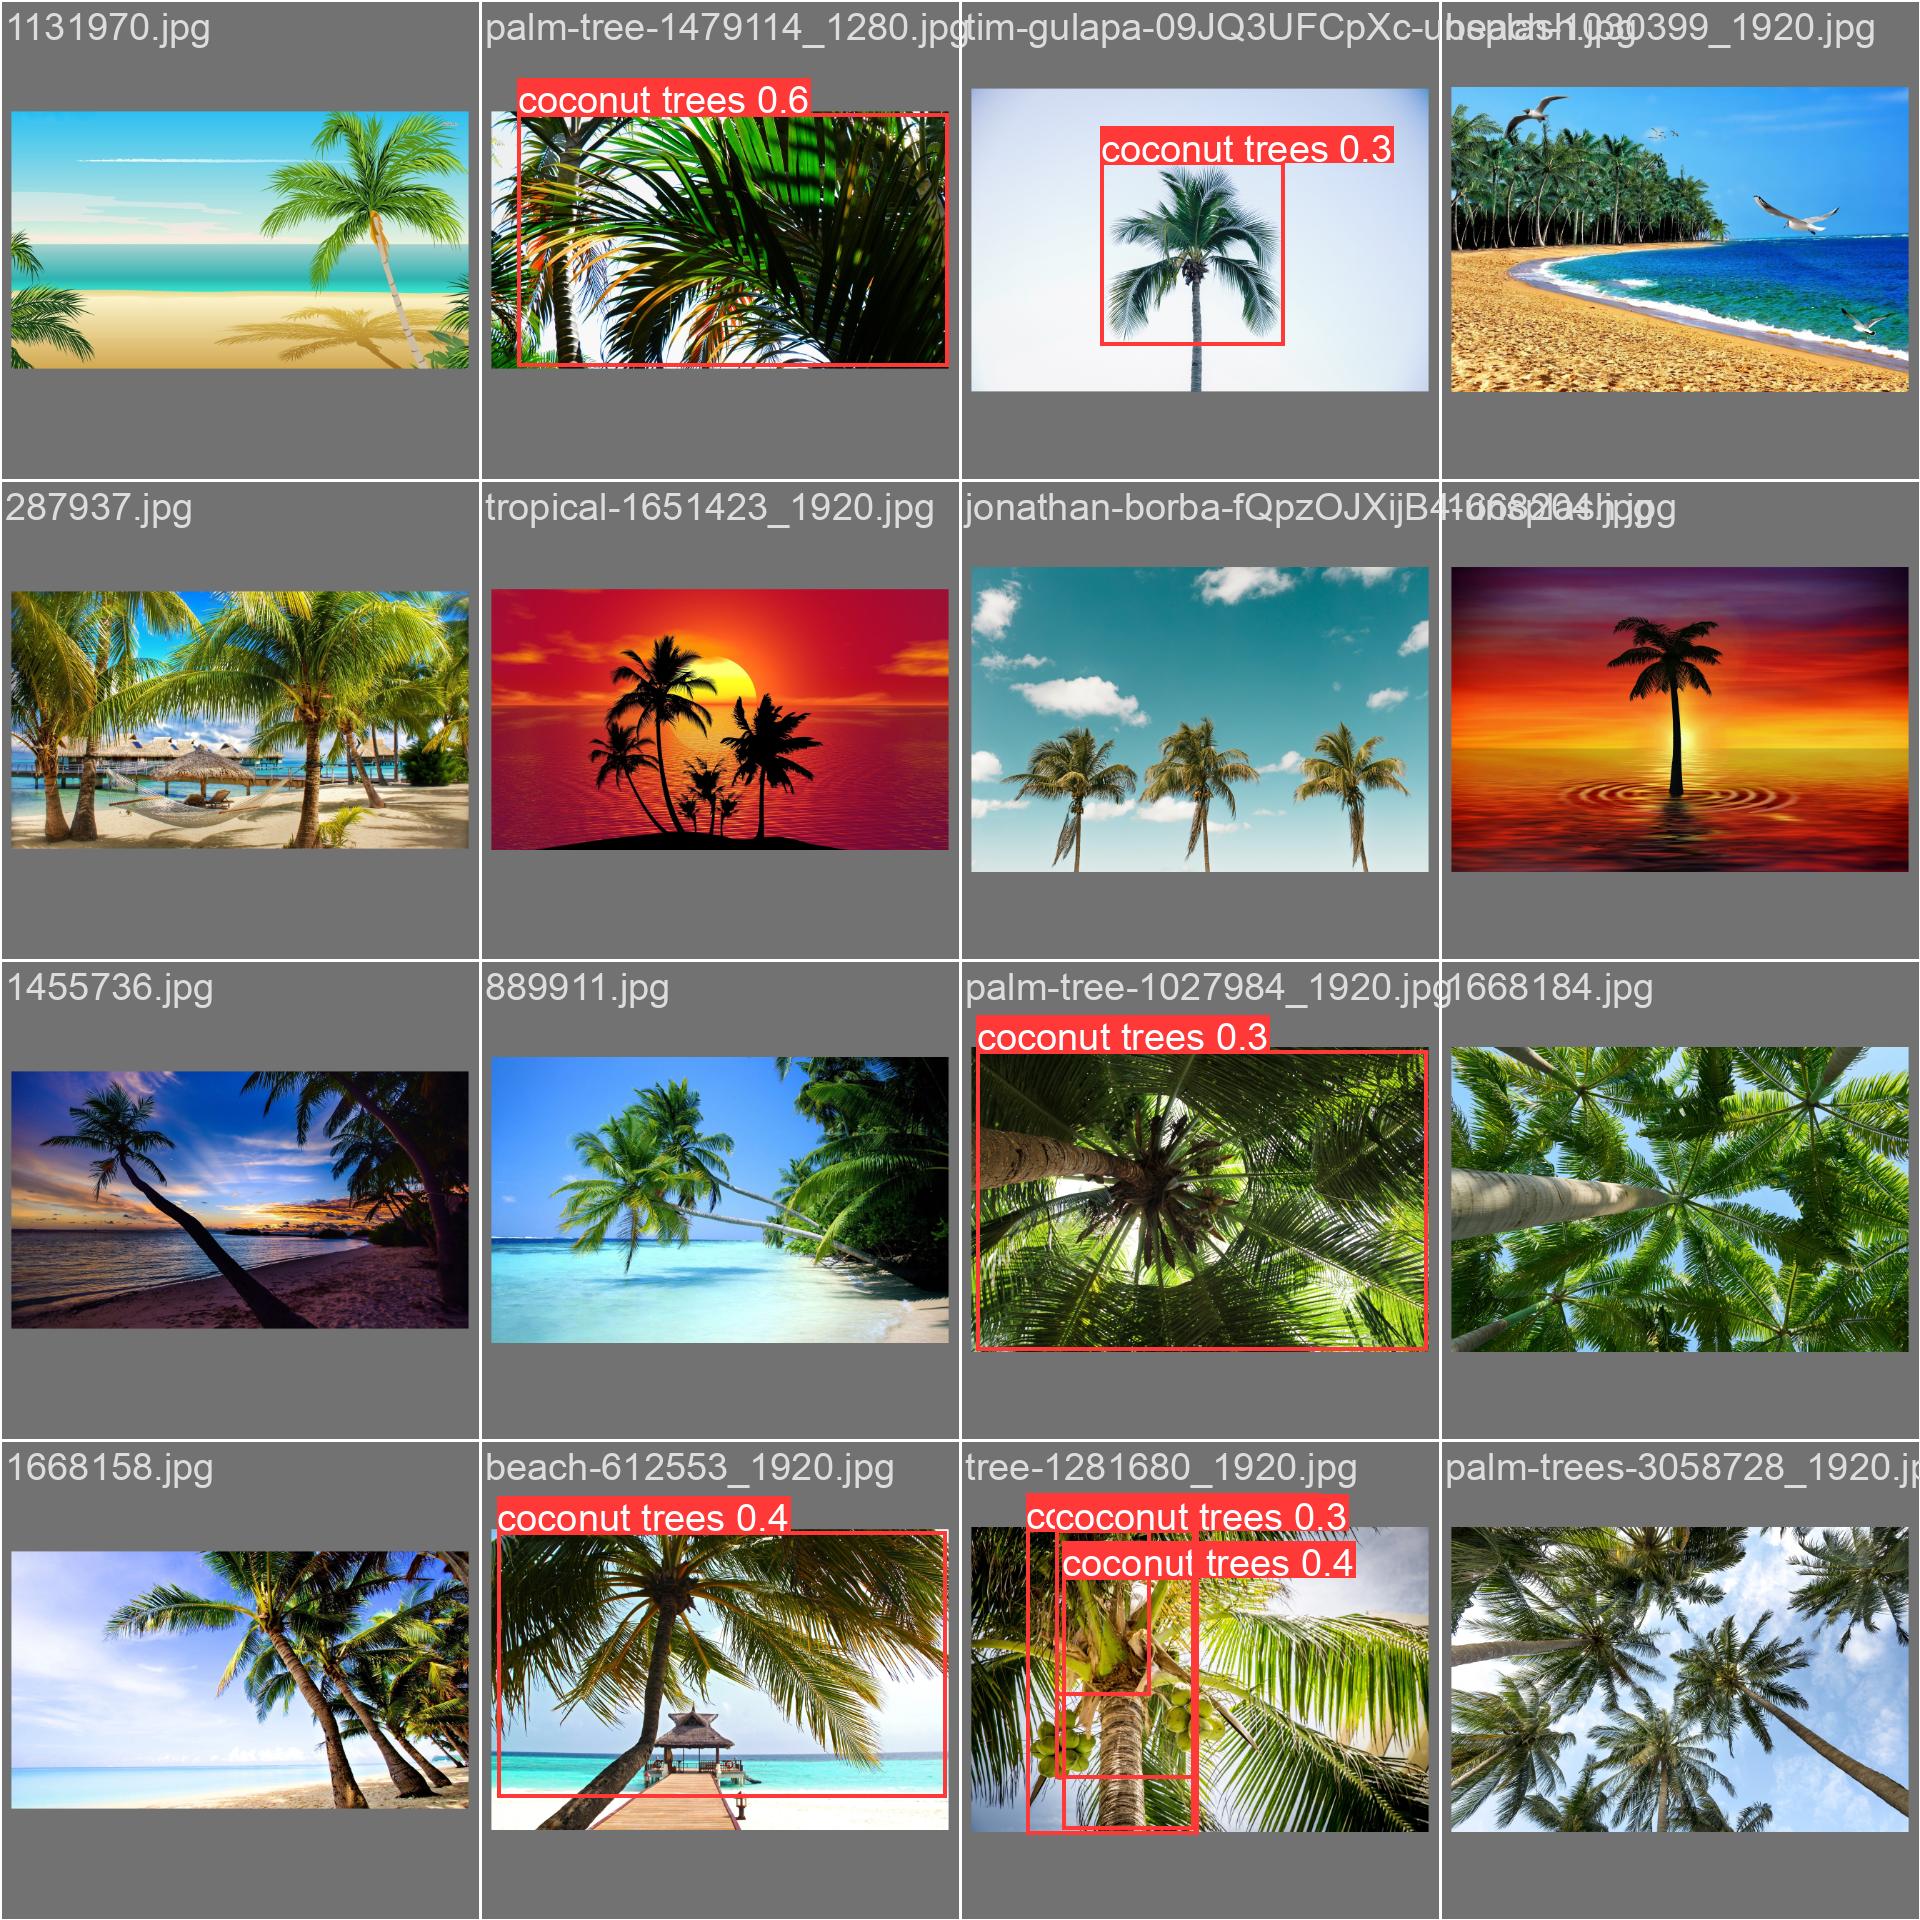 1131970.jpg
palm-tree-1479114_1280.jpg
tim-gulapa-09JQ3UFCpXc-unsplash.jpg
beach-1030399_1920.jpg
coconut trees 0.6
coconut trees 0.3
287937.jpg
tropical-1651423_1920.jpg
jonathan-borba-fQpzOJXijB4-unsplash.jpg
1668204.jpg
1455736.jpg
889911.jpg
palm-tree-1027984_1920.jpg
1668184.jpg
coconut trees 0.3
1668158.jpg
beach-612553_1920.jpg
tree-1281680_1920.jpg
palm-trees-3058728_1920.jp
coconut trees 0.4
coconut trees 0.3
coconut trees 0.4